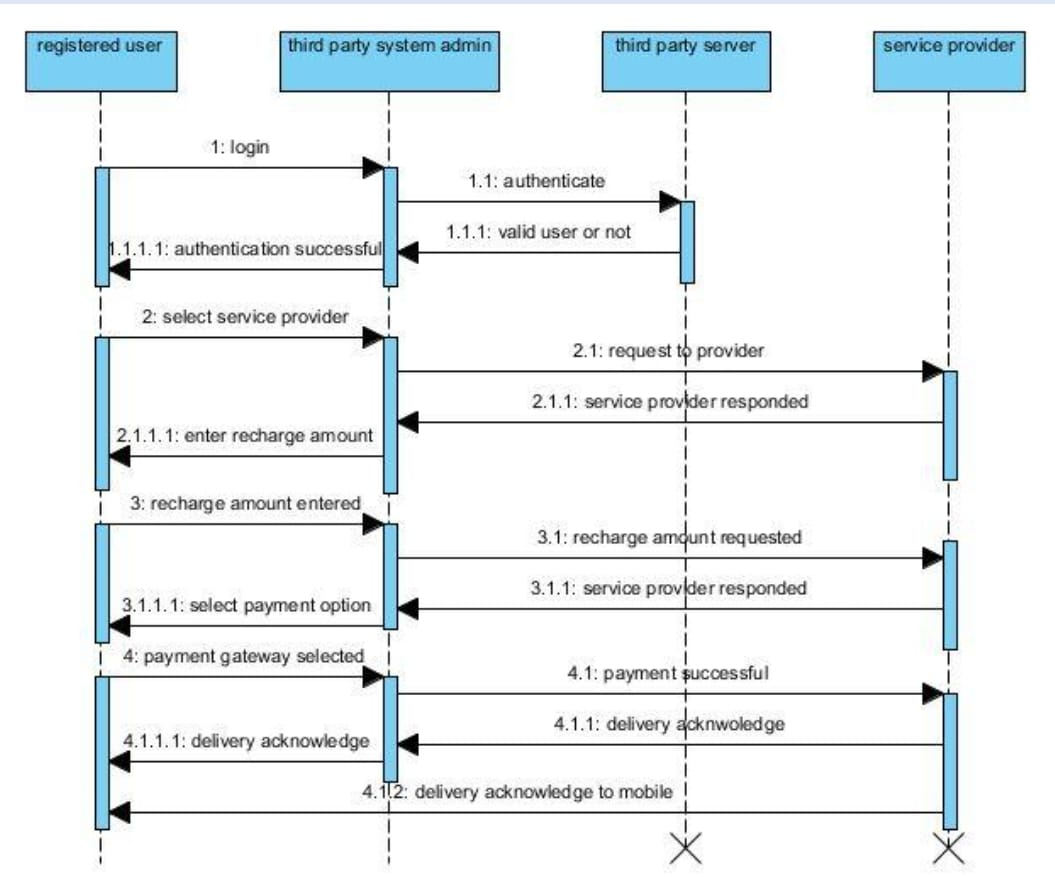 registered user
third party system admin
third party server
service provider
1: login
1.1: authenticate
1.1.1: valid user or not
1.1.1.1: authentication successful
2: select service provider
2.1: request to provider
2.1.1: service provider responded
2.1.1.1: enter recharge amount
3: recharge amount entered
3.1: recharge amount requested
3.1.1: service provider responded
3.1.1.1: select payment option
4: payment gateway selected
4.1: payment successful
4.1.1: delivery acknwoledge
4.1.1.1: delivery acknowledge
4.1.2: delivery acknowledge to mobile